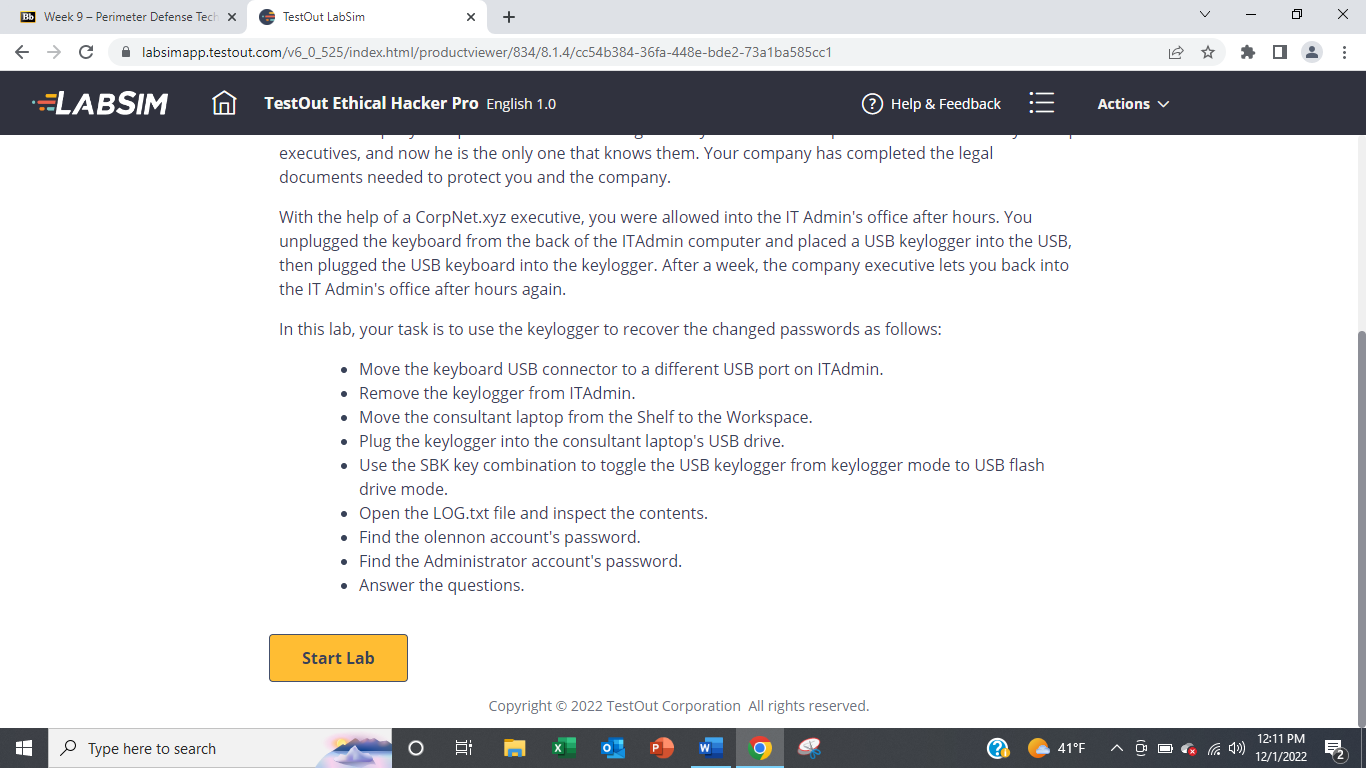 Week 9 – Perimeter Defense Tech
TestOut LabSim
labsimapp.testout.com/v6_0_525/index.html/productviewer/834/8.1.4/cc54b384-36fa-448e-bde2-73a1ba585cc1
LABSIM
TestOut Ethical Hacker Pro English 1.0
Help & Feedback
Actions
executives, and now he is the only one that knows them. Your company has completed the legal
documents needed to protect you and the company.
With the help of a CorpNet.xyz executive, you were allowed into the IT Admin's office after hours. You
unplugged the keyboard from the back of the ITAdmin computer and placed a USB keylogger into the USB,
then plugged the USB keyboard into the keylogger. After a week, the company executive lets you back into
the IT Admin's office after hours again.
In this lab, your task is to use the keylogger to recover the changed passwords as follows:
• Move the keyboard USB connector to a different USB port on ITAdmin.
• Remove the keylogger from ITAdmin.
• Move the consultant laptop from the Shelf to the Workspace.
• Plug the keylogger into the consultant laptop's USB drive.
• Use the SBK key combination to toggle the USB keylogger from keylogger mode to USB flash
drive mode.
• Open the LOG.txt file and inspect the contents.
• Find the olennon account's password.
• Find the Administrator account's password.
• Answer the questions.
Start Lab
Copyright © 2022 TestOut Corporation All rights reserved.
Type here to search
41°F
12:11 PM
12/1/2022
2